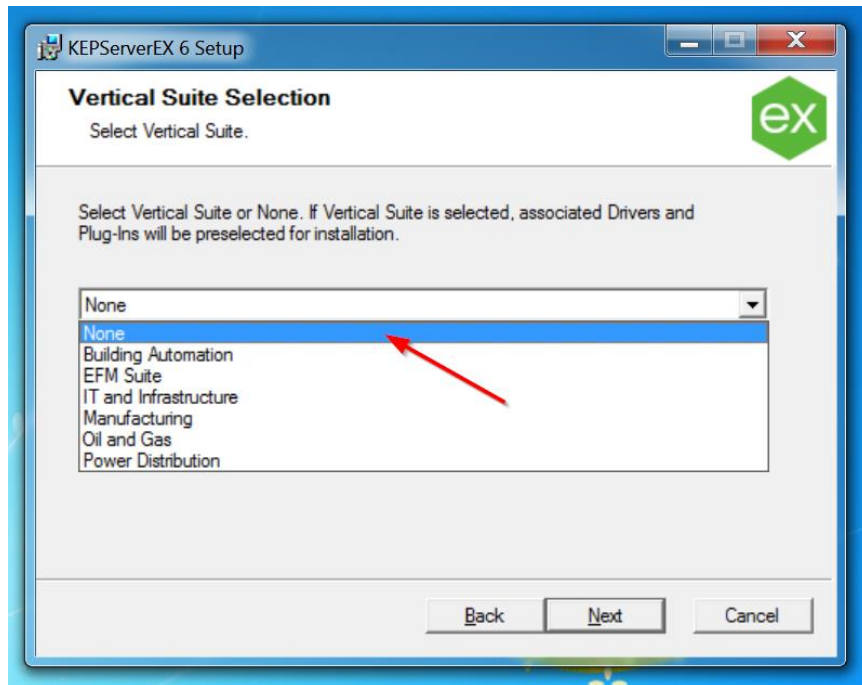 KEPServerEX 6 Setup
Vertical Suite Selection
Select Vertical Suite.
ex
Select Vertical Suite or None. If Vertical Suite is selected, associated Drivers and
Plug-Ins will be preselected for installation.
None
None
Building Automation
EFM Suite
IT and Infrastructure
Manufacturing
Oil and Gas
Power Distribution
Back Next Cancel